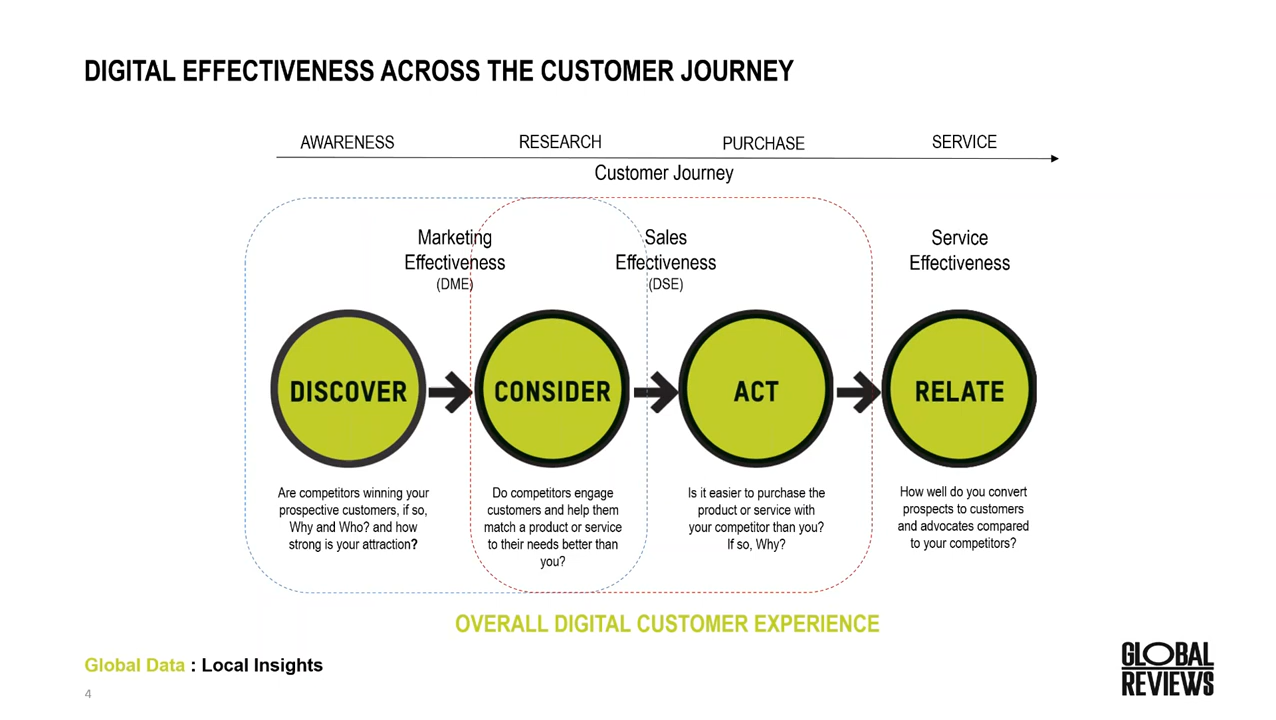 DIGITAL EFFECTIVENESS ACROSS THE CUSTOMER JOURNEY
AWARENESS
RESEARCH
PURCHASE
SERVICE
Customer Journey
Marketing
Effectiveness
(DME)
Sales
Effectiveness
(DSE)
Service
Effectiveness
DISCOVER
CONSIDER
ACT
RELATE
Are competitors winning your
prospective customers, if so,
Why and Who? and how
strong is your attraction?
Do competitors engage
customers and help them
match a product or service
to their needs better than
you?
Is it easier to purchase the
product or service with
your competitor than you?
If so, Why?
How well do you convert
prospects to customers
and advocates compared
to your competitors?
OVERALL DIGITAL CUSTOMER EXPERIENCE
Global Data : Local Insights
4
GLOBAL
REVIEWS